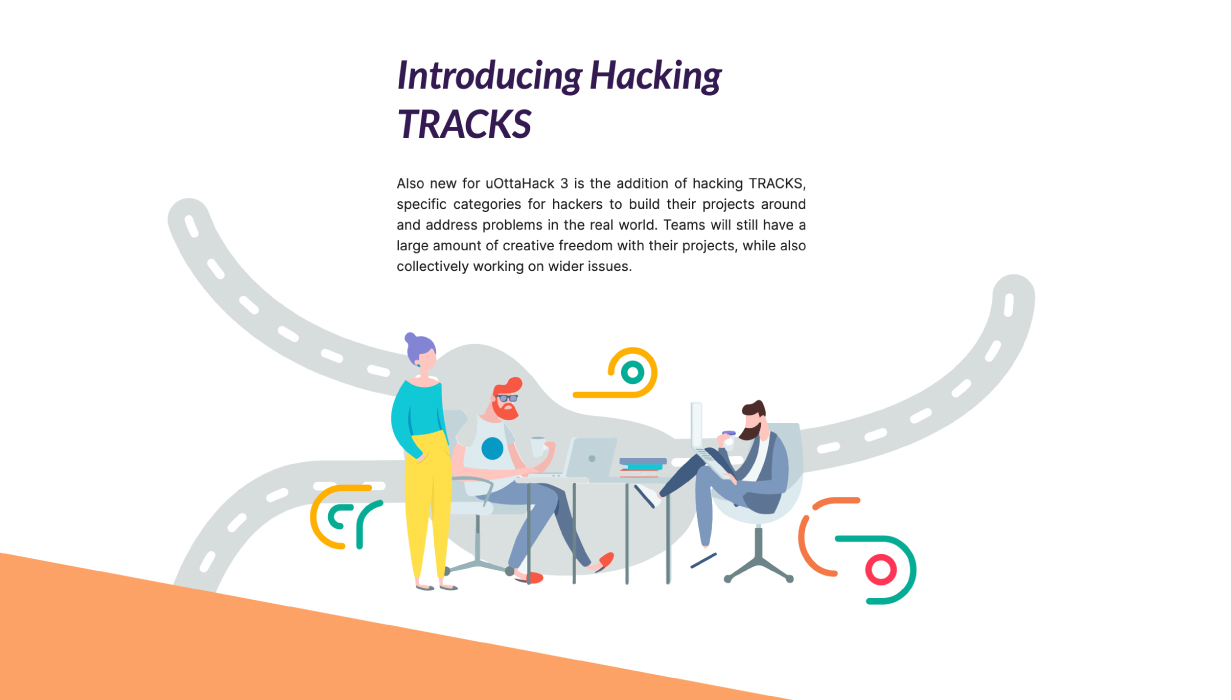 Introducing Hacking
TRACKS
Also new for uOttaHack 3 is the addition of hacking TRACKS,
specific categories for hackers to build their projects around
and address problems in the real world. Teams will still have a
large amount of creative freedom with their projects, while also
collectively working on wider issues.